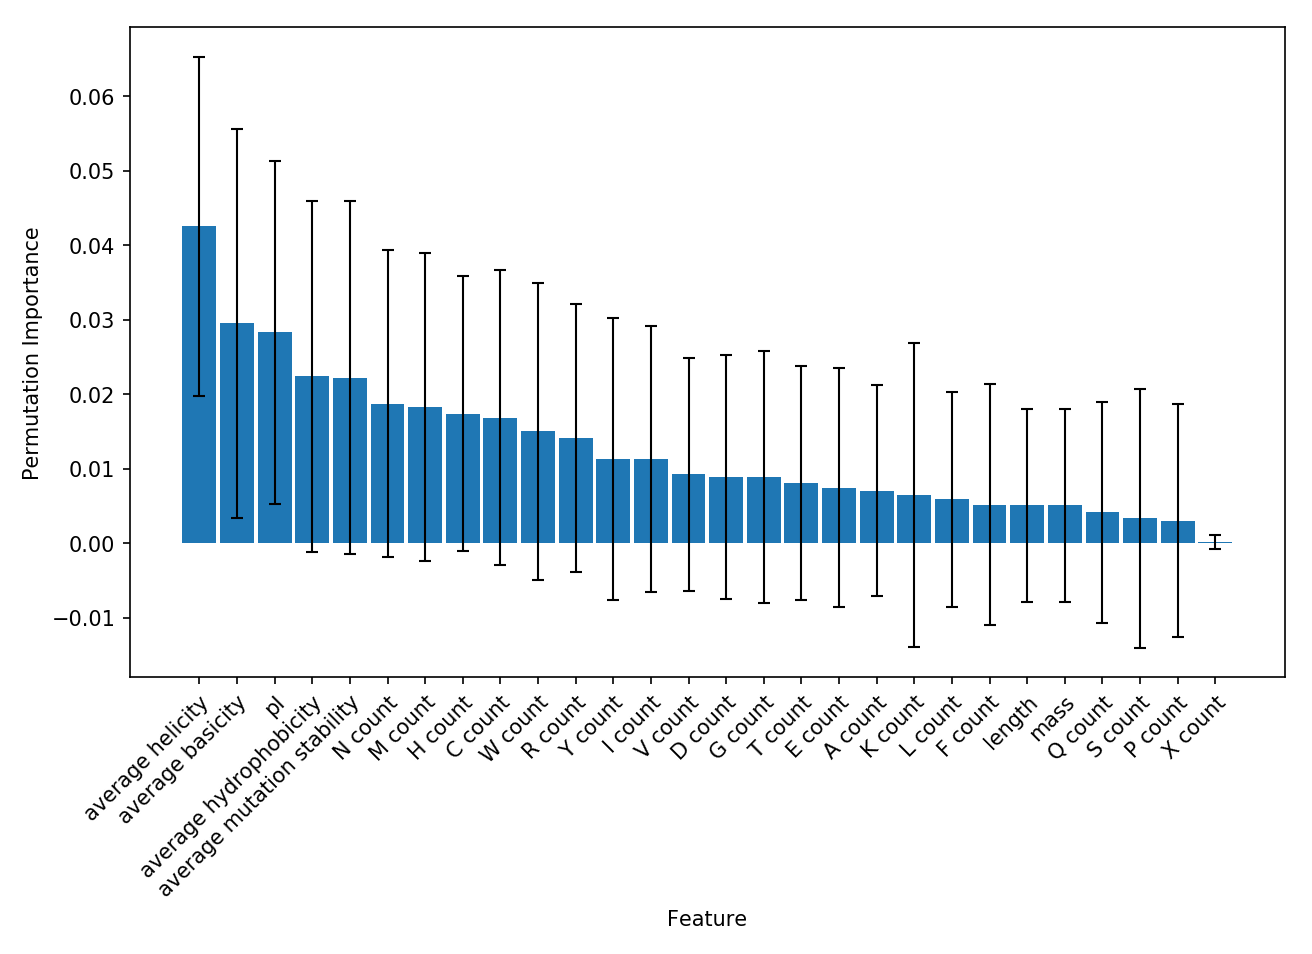 Permutation Importance
0.06
0.05
0.04
0.03
0.02
0.01
0.00
−0.01
average helicity
average basicity
pI
average hydrophobicity
average mutation stability
N count
M count
H count
C count
W count
R count
Y count
I count
V count
D count
G count
T count
E count
A count
K count
L count
F count
length
mass
Q count
S count
P count
X count
Feature